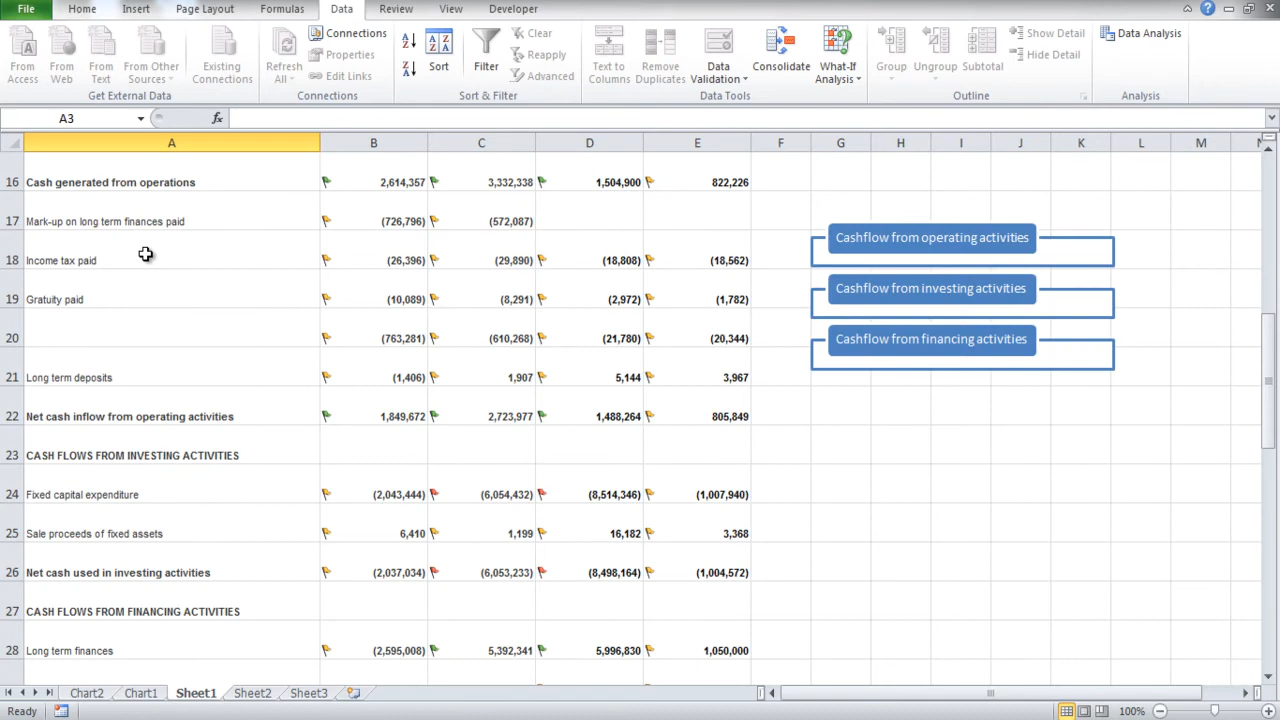 File Home Insert Page Layout Formulas Data Review View Developer
From Access From Web From Text From Other Sources Existing Connections Refresh All Connections Properties Edit Links Sort Filter Clear Reapply Advanced Text to Columns Remove Duplicates Data Validation Consolidate What-If Analysis Group Ungroup Subtotal Show Detail Hide Detail Data Analysis
Get External Data Connections Sort & Filter Data Tools Outline Analysis
A3 fx
A B C D E F G H I J K L M
16 Cash generated from operations 2,614,357 3,332,338 1,504,900 822,226
17 Mark-up on long term finances paid (726,796) (572,087)
Cashflow from operating activities
18 Income tax paid (26,396) (29,890) (18,808) (18,562)
Cashflow from investing activities
19 Gratuity paid (10,089) (8,291) (2,972) (1,782)
20 (763,281) (610,268) (21,780) (20,344)
Cashflow from financing activities
21 Long term deposits (1,406) 1,907 5,144 3,967
22 Net cash inflow from operating activities 1,849,672 2,723,977 1,488,264 805,849
23 CASH FLOWS FROM INVESTING ACTIVITIES
24 Fixed capital expenditure (2,043,444) (6,054,432) (8,514,346) (1,007,940)
25 Sale proceeds of fixed assets 6,410 1,199 16,182 3,368
26 Net cash used in investing activities (2,037,034) (6,053,233) (8,498,164) (1,004,572)
27 CASH FLOWS FROM FINANCING ACTIVITIES
28 Long term finances (2,595,008) 5,392,341 5,996,830 1,050,000
Chart2 Chart1 Sheet1 Sheet2 Sheet3
Ready 100%